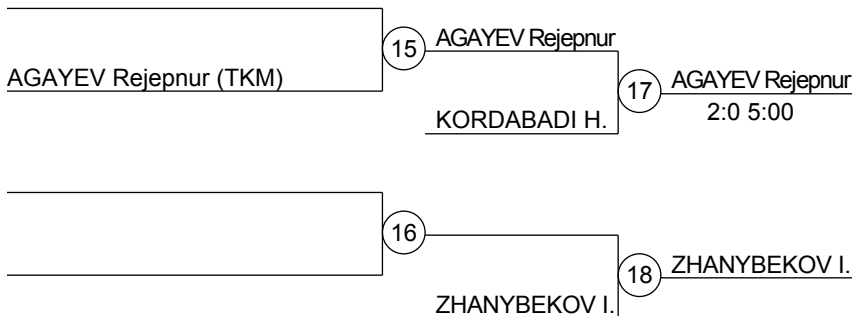 15
AGAYEV Rejepnur
AGAYEV Rejepnur (TKM)
17
AGAYEV Rejepnur
2:0 5:00
KORDABADI H.
16
18
ZHANYBEKOV I.
ZHANYBEKOV I.